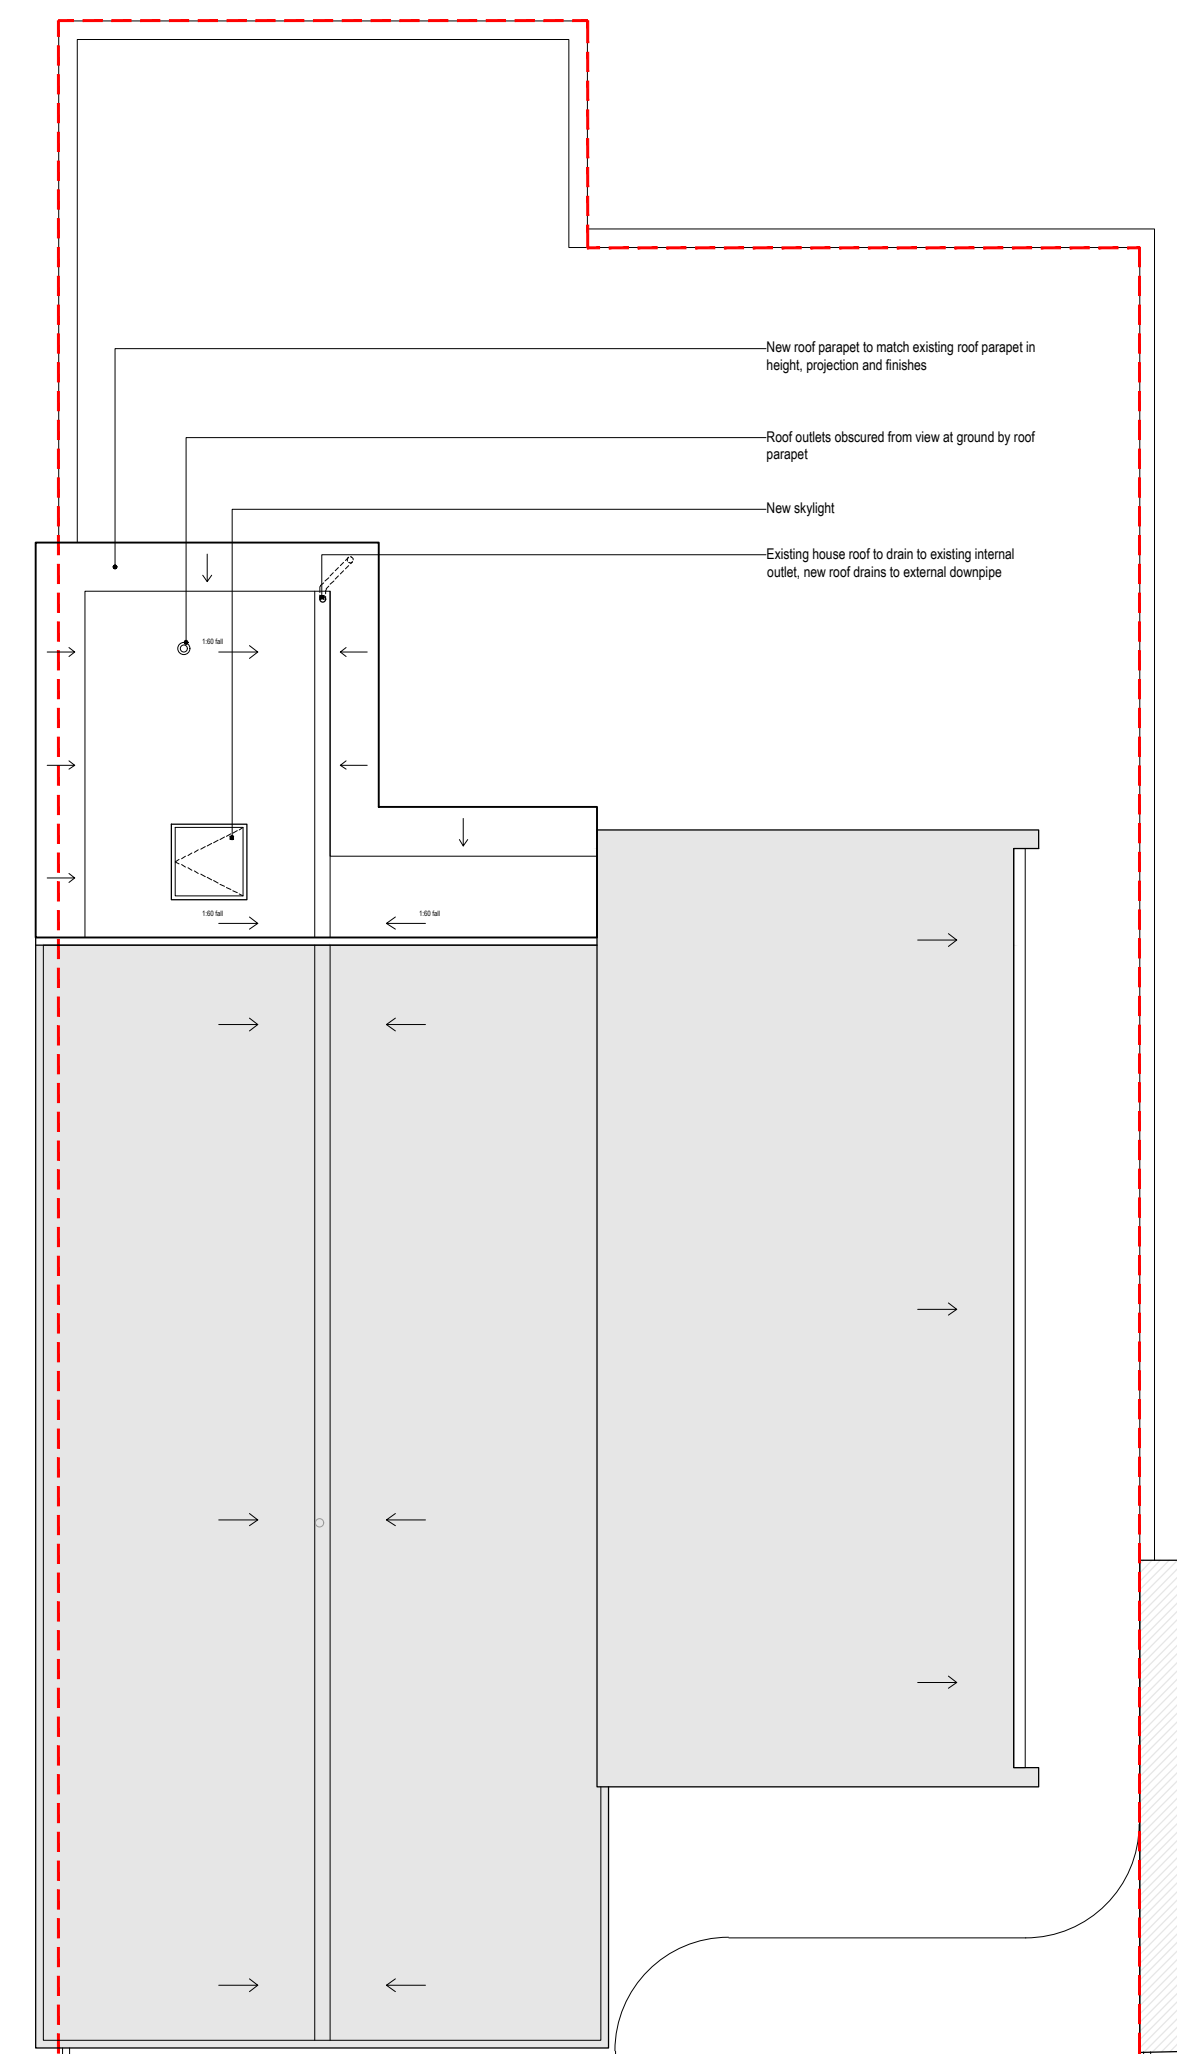 New roof parapet to match existing roof parapet in
height, projection and finishes
Roof outlets obscured from view at ground by roof
parapet
New skylight
Existing house roof to drain to existing internal
outlet, new roof drains to external downpipe
1:60 fall
1:60 fall
1:60 fall